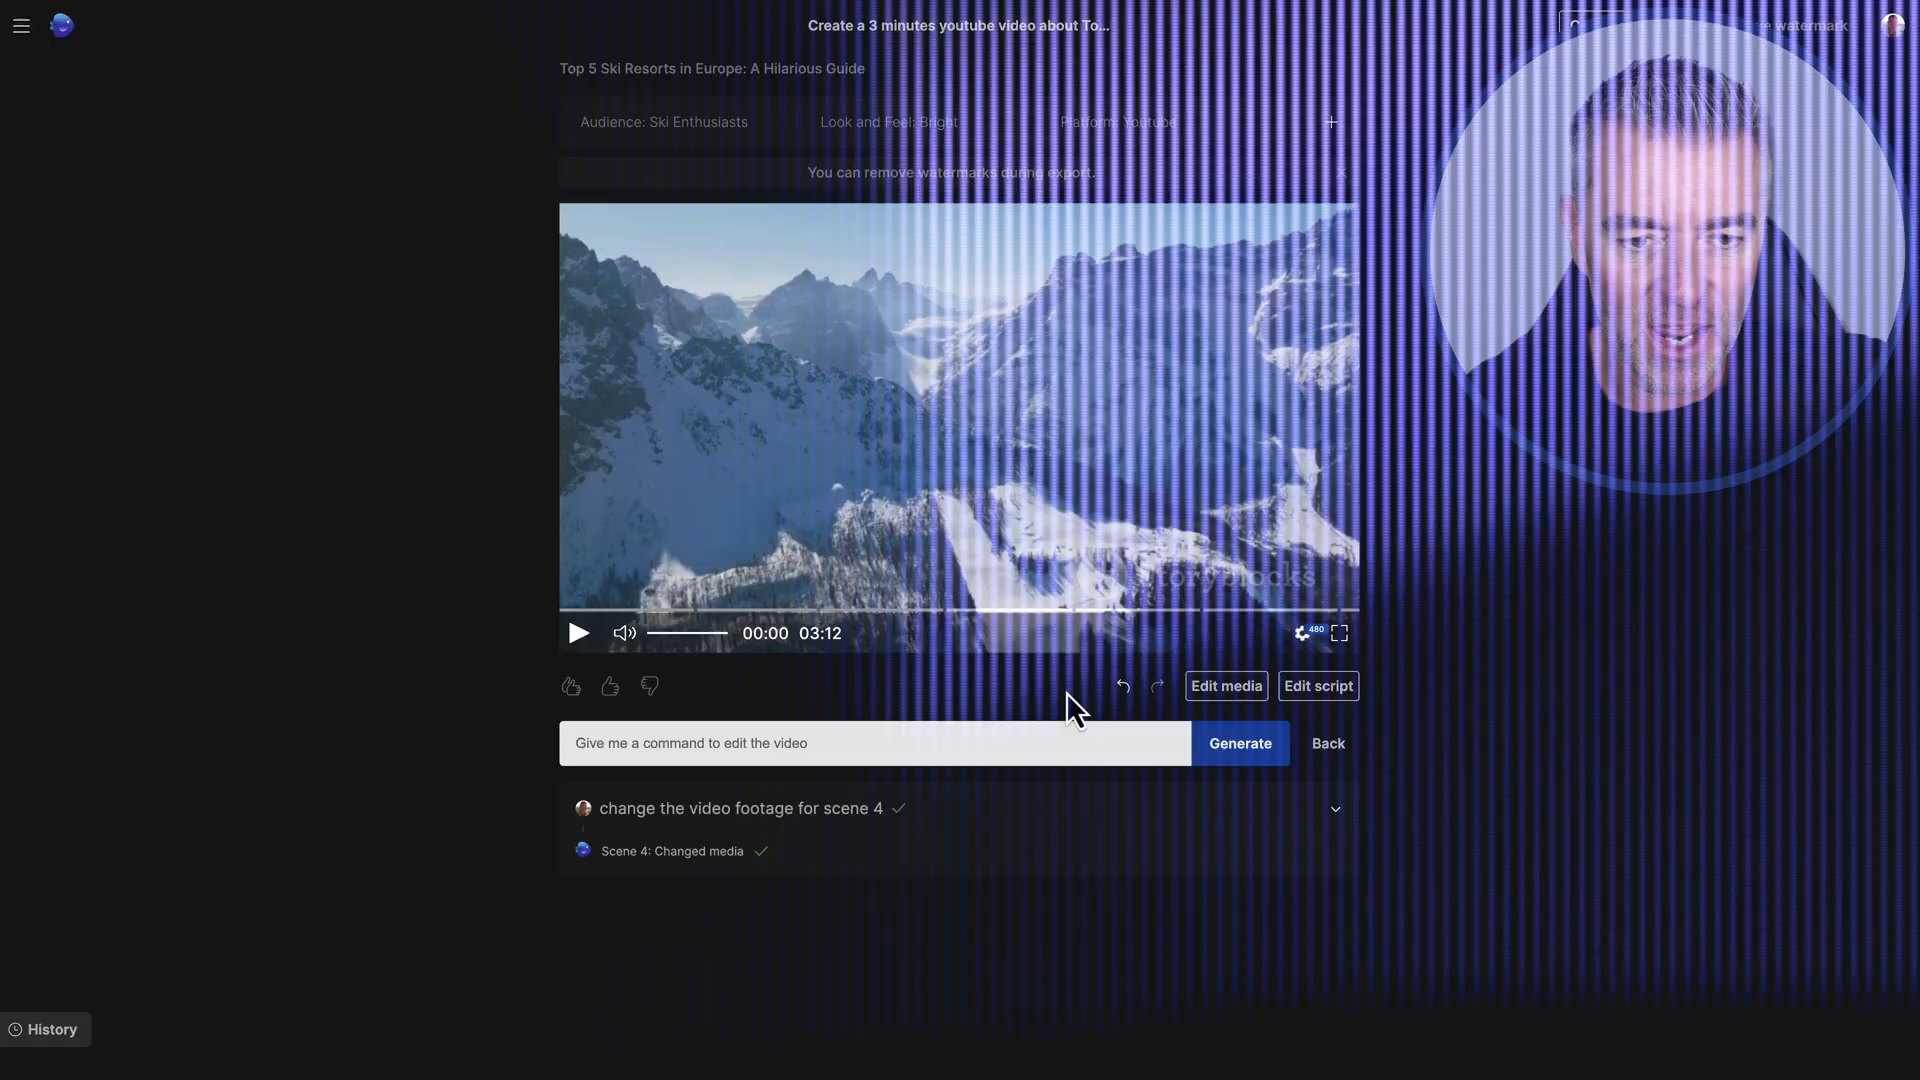 Create a 3 minutes youtube video about To...
watermark
Top 5 Ski Resorts in Europe: A Hilarious Guide
Audience: Ski Enthusiasts
Look and Feel: Bright
Platform: Youtube
You can remove watermarks during export.
storyblocks
00:00 03:12
480
Edit media
Edit script
Give me a command to edit the video
Generate
Back
change the video footage for scene 4
Scene 4: Changed media
History